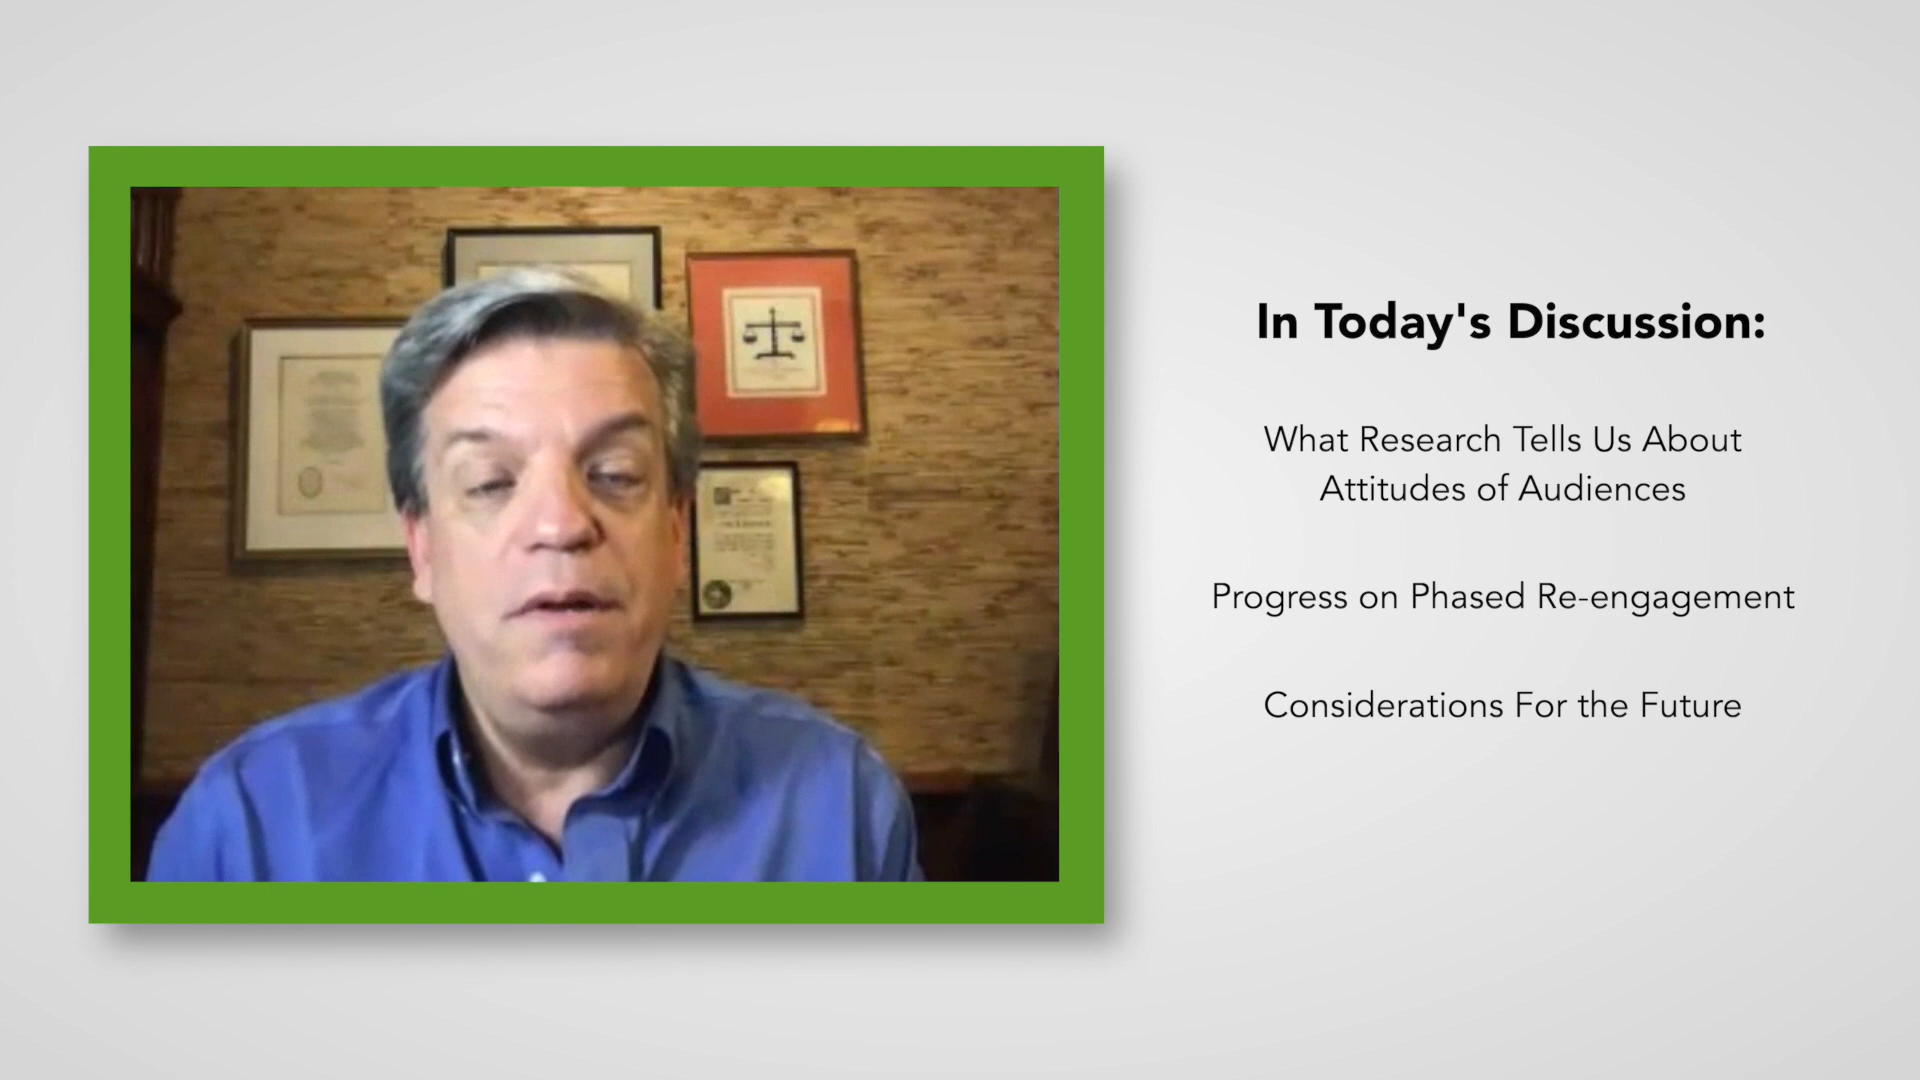 In Today's Discussion:
What Research Tells Us About
Attitudes of Audiences
Progress on Phased Re-engagement
Considerations For the Future